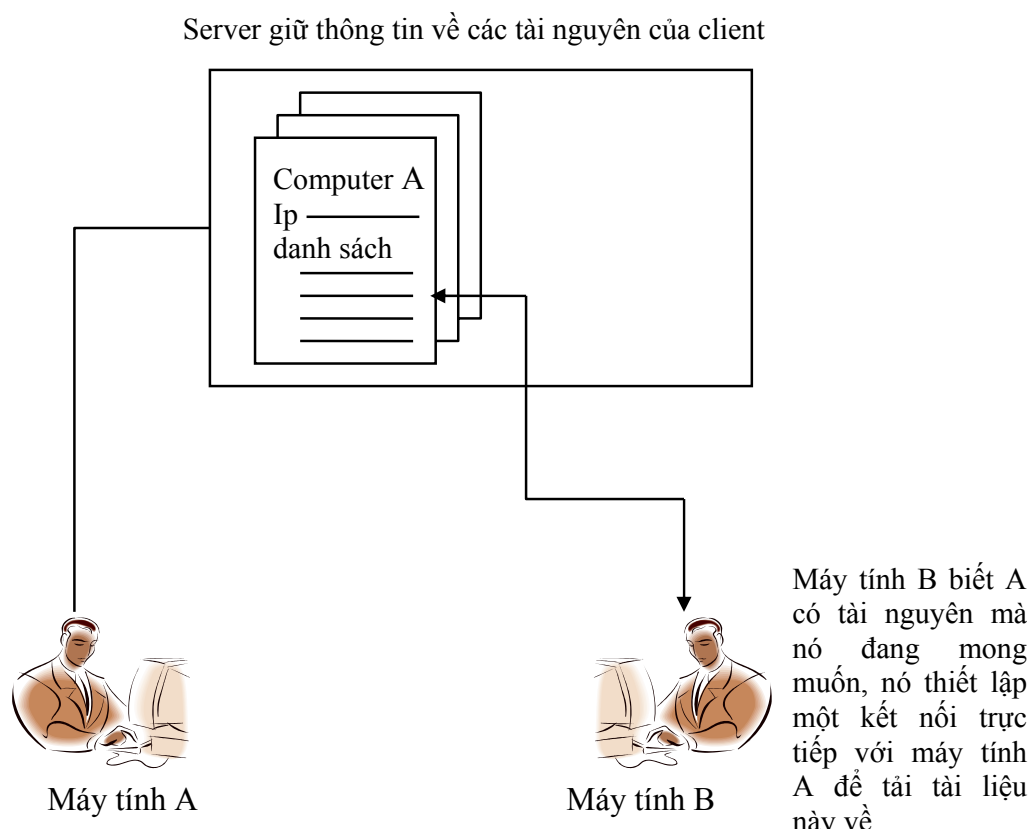 Server giữ thông tin về các tài nguyên của client
Computer A
Ip
danh sách
Máy tính A
Máy tính B
Máy tính B biết A
có tài nguyên mà
nó đang mong
muốn, nó thiết lập
một kết nối trực
tiếp với máy tính
A để tải tài liệu
này về